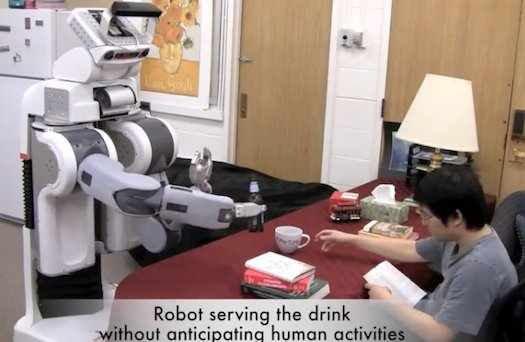 Robot serving the drink
without anticipating human activities